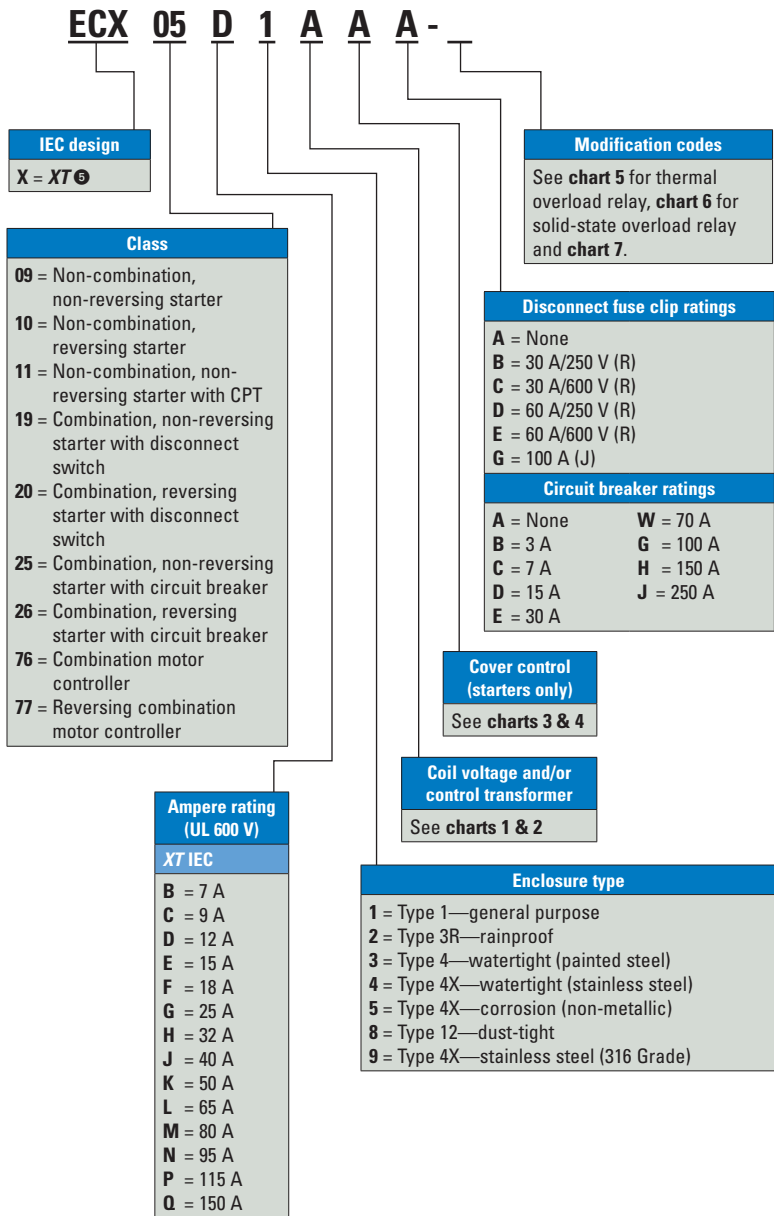 ECX 05 D 1 A A A - _
IEC design
X = XT❺
Class
09 = Non-combination,
non-reversing starter
10 = Non-combination,
reversing starter
11 = Non-combination, non-
reversing starter with CPT
19 = Combination, non-reversing
starter with disconnect
switch
20 = Combination, reversing
starter with disconnect
switch
25 = Combination, non-reversing
starter with circuit breaker
26 = Combination, reversing
starter with circuit breaker
76 = Combination motor
controller
77 = Reversing combination
motor controller
Modification codes
See chart 5 for thermal
overload relay, chart 6 for
solid-state overload relay
and chart 7.
Disconnect fuse clip ratings
A = None
B = 30 A/250 V (R)
C = 30 A/600 V (R)
D = 60 A/250 V (R)
E = 60 A/600 V (R)
G = 100 A (J)
Circuit breaker ratings
A = None W = 70 A
B = 3 A G = 100 A
C = 7 A H = 150 A
D = 15 A J = 250 A
E = 30 A
Cover control
(starters only)
See charts 3 & 4
Coil voltage and/or
control transformer
See charts 1 & 2
Ampere rating
(UL 600 V)
XT IEC
B = 7 A
C = 9 A
D = 12 A
E = 15 A
F = 18 A
G = 25 A
H = 32 A
J = 40 A
K = 50 A
L = 65 A
M = 80 A
N = 95 A
P = 115 A
Q = 150 A
Enclosure type
1 = Type 1—general purpose
2 = Type 3R—rainproof
3 = Type 4—watertight (painted steel)
4 = Type 4X—watertight (stainless steel)
5 = Type 4X—corrosion (non-metallic)
8 = Type 12—dust-tight
9 = Type 4X—stainless steel (316 Grade)